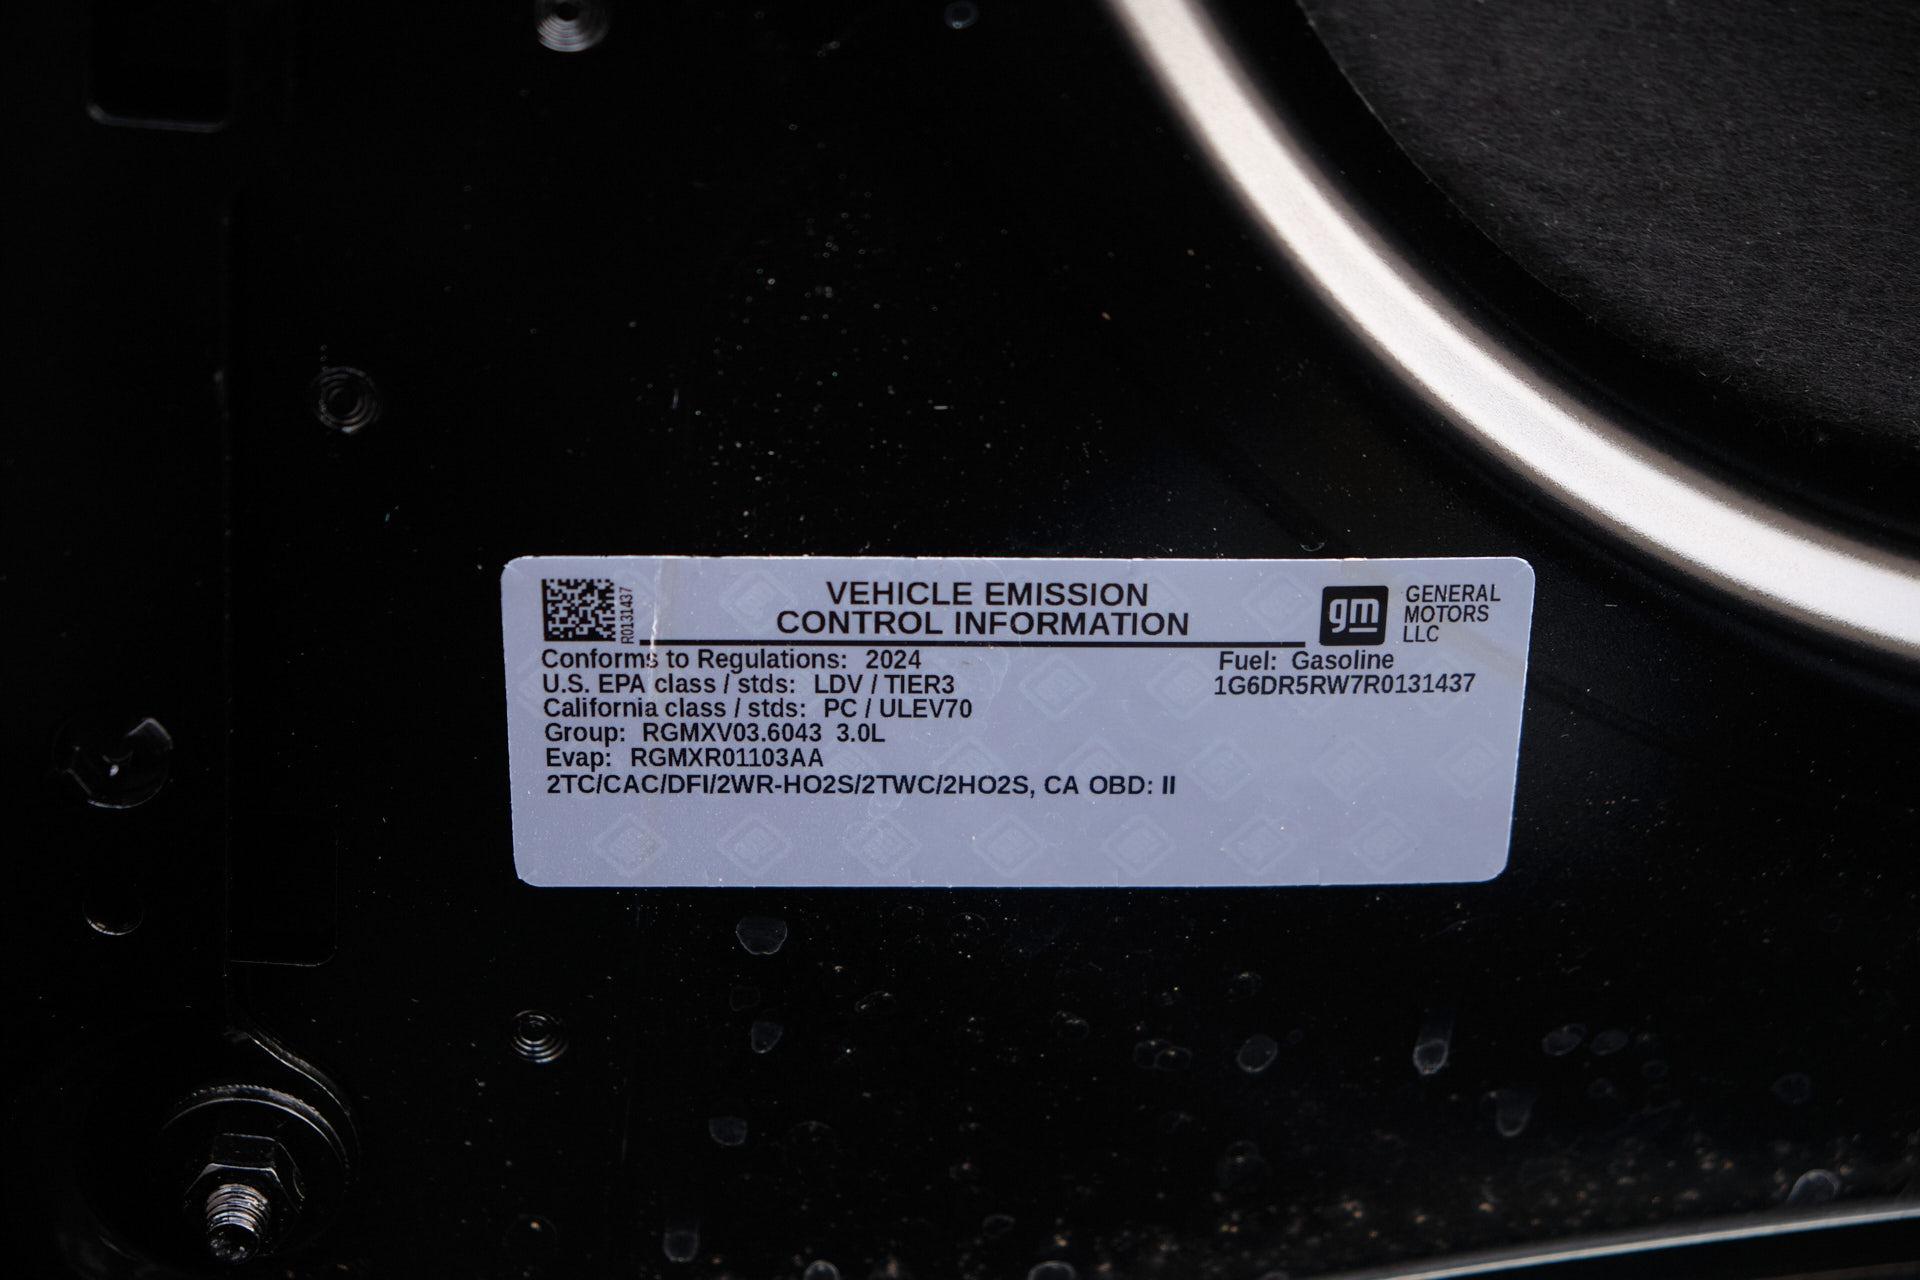 R0131437
VEHICLE EMISSION
CONTROL INFORMATION
gm
GENERAL
MOTORS
LLC
Conforms to Regulations: 2024
Fuel: Gasoline
U.S. EPA class / stds: LDV / TIER3
1G6DR5RW7R0131437
California class / stds: PC / ULEV70
Group: RGMXV03.6043 3.0L
Evap: RGMXR01103AA
2TC/CAC/DFI/2WR-HO2S/2TWC/2HO2S, CA OBD: II